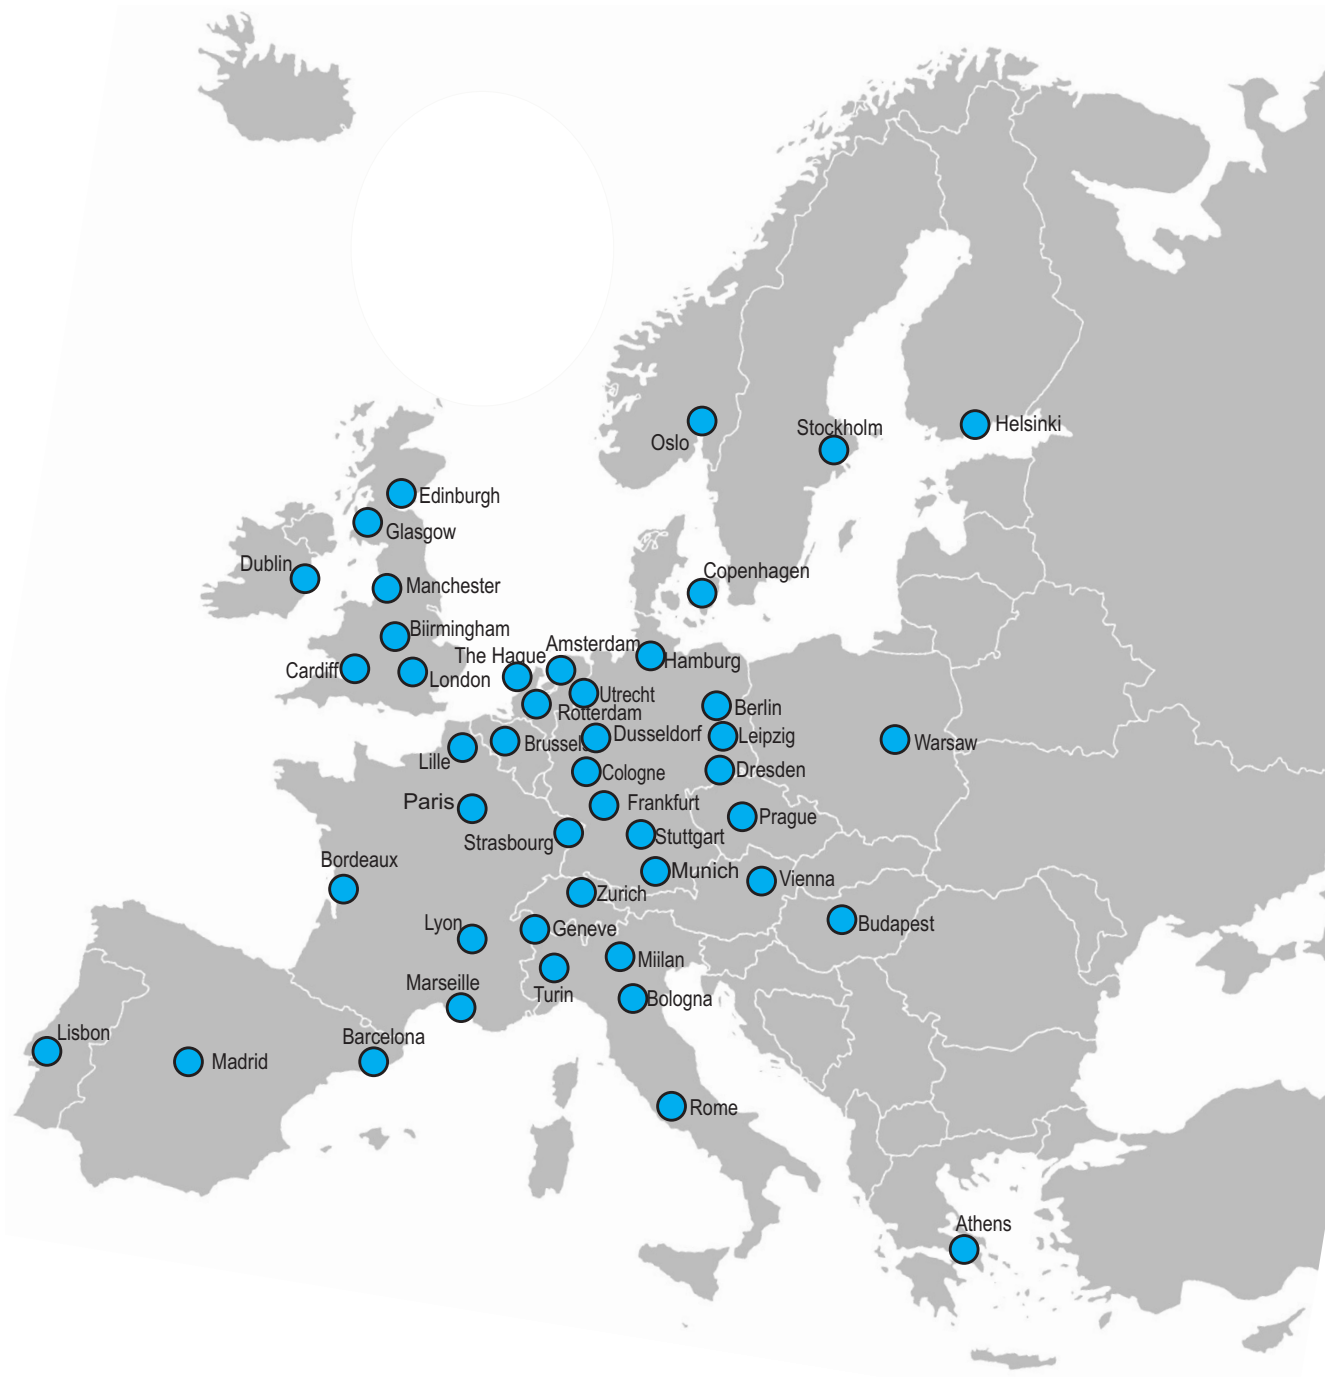 Stockholm
Helsinki
Oslo
Edinburgh
Glasgow
Dublin
Copenhagen
Manchester
Biirmingham
Amsterdam
The Hague
Hamburg
Cardiff
London
Utrecht
Berlin
Rotterdam
Dusseldorf
Leipzig
Brussels
Warsaw
Lille
Cologne
Dresden
Paris
Frankfurt
Prague
Strasbourg
Stuttgart
Bordeaux
Munich
Vienna
Zurich
Lyon
Geneve
Budapest
Miilan
Marseille
Turin
Bologna
Lisbon
Barcelona
Madrid
Rome
Athens